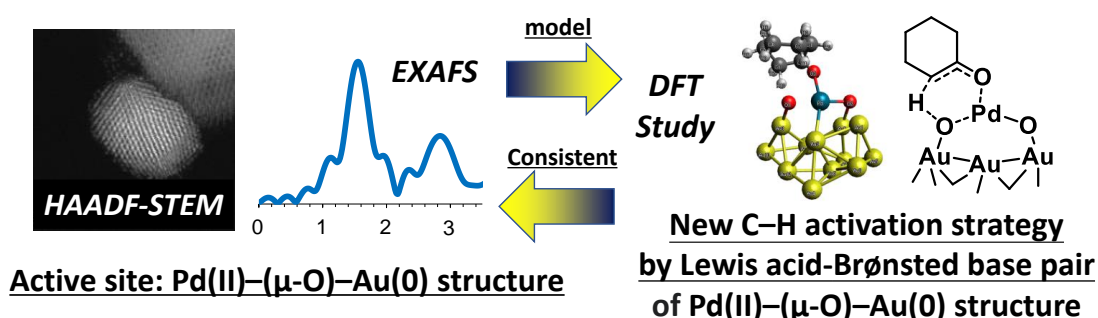 HAADF-STEM
EXAFS
0 1 2 3
model
Consistent
DFT
Study
H
O
O
Pd
O
Au
Au
Au
Active site: Pd(II)–(μ-O)–Au(0) structure
New C–H activation strategy
by Lewis acid-Brønsted base pair
of Pd(II)–(μ-O)–Au(0) structure